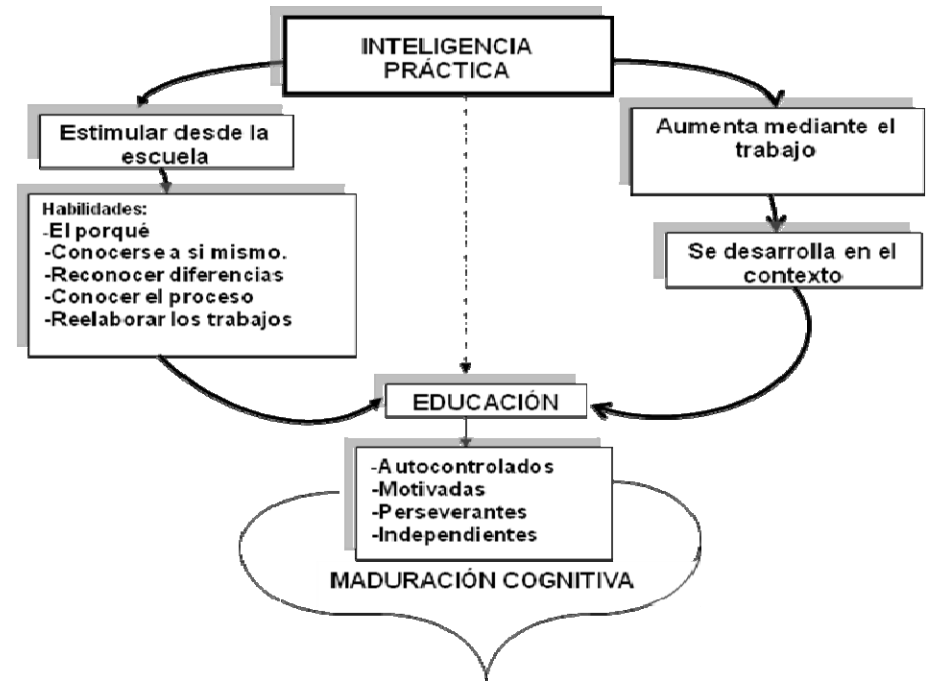 INTELIGENCIA
PRÁCTICA
Estimular desde la
escuela
Habilidades:
-El porqué
-Conocerse a si mismo.
-Reconocer diferencias
-Conocer el proceso
-Reelaborar los trabajos
Aumenta mediante el
trabajo
Se desarrolla en el
contexto
EDUCACIÓN
-Autocontrolados
-Motivadas
-Perseverantes
-Independientes
MADURACIÓN COGNITIVA